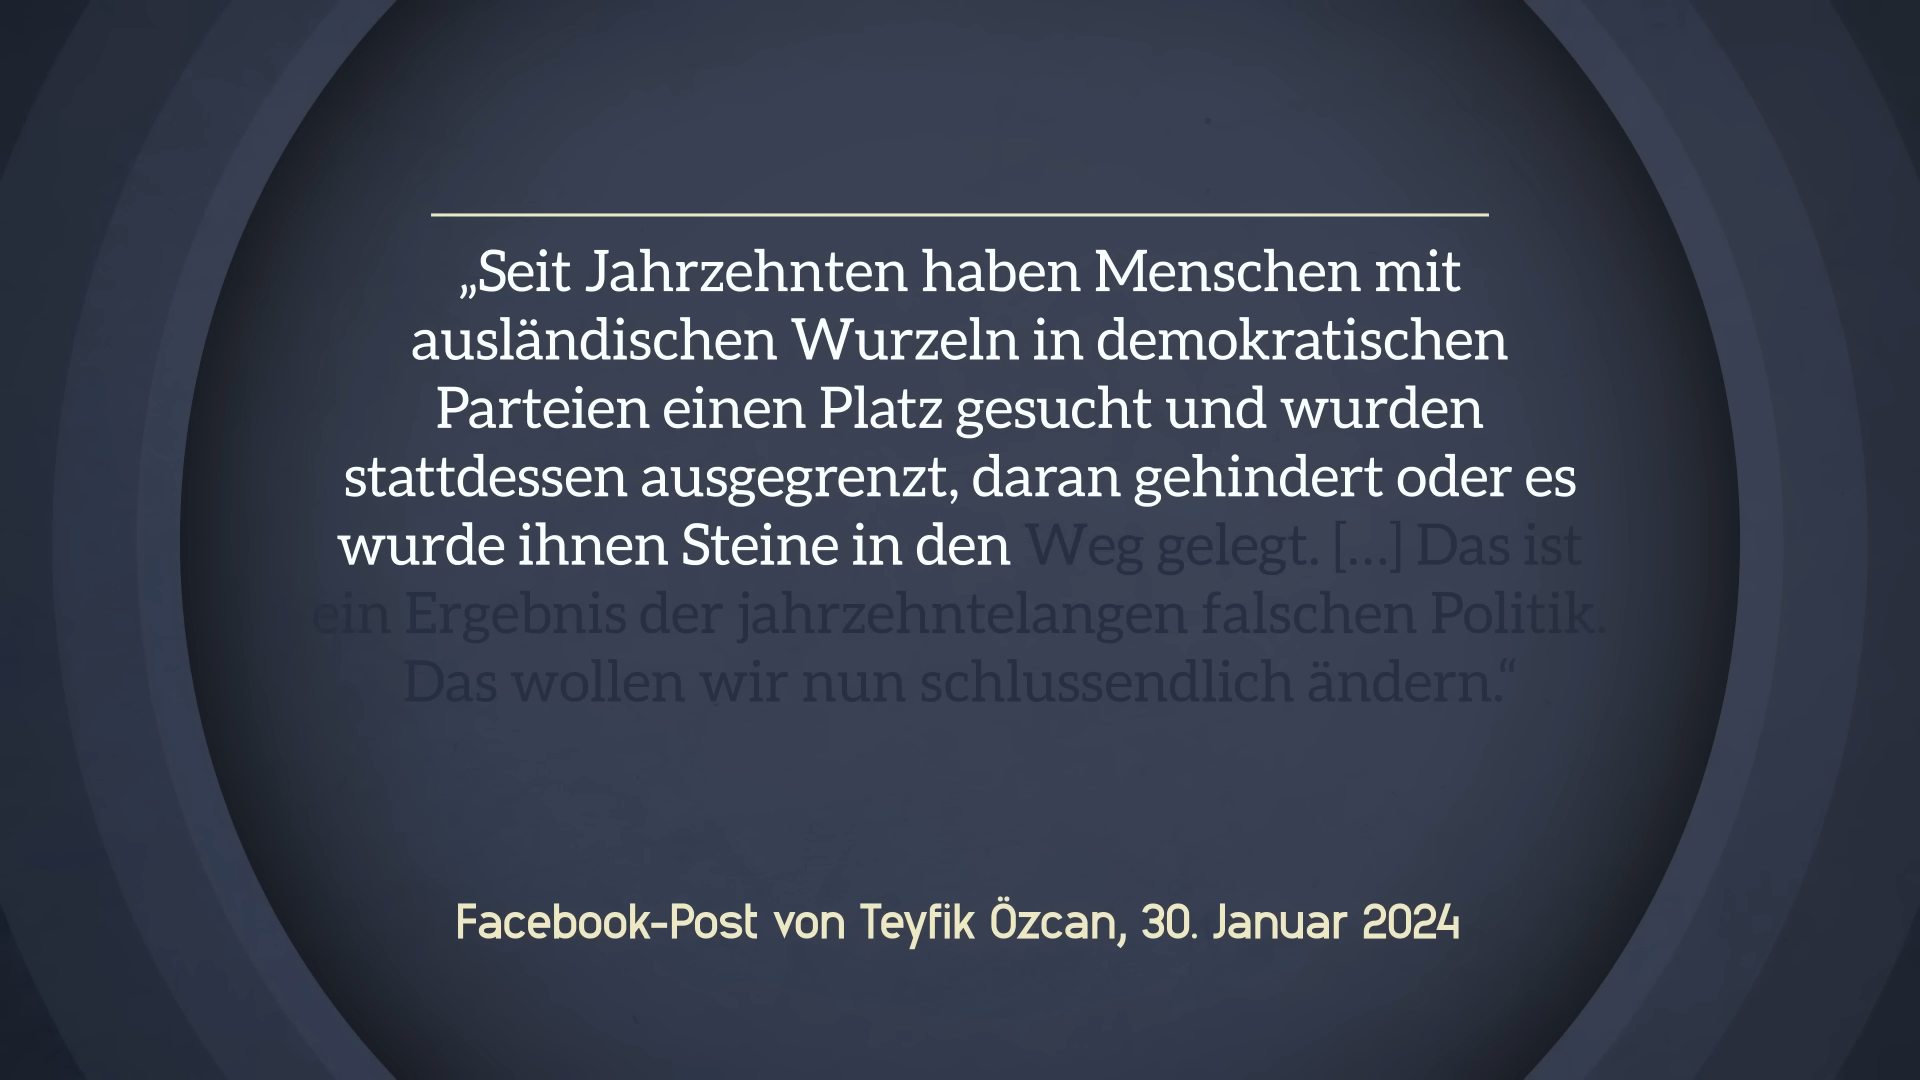 „Seit Jahrzehnten haben Menschen mit
ausländischen Wurzeln in demokratischen
Parteien einen Platz gesucht und wurden
stattdessen ausgegrenzt, daran gehindert oder es
wurde ihnen Steine in den Weg gelegt. [...] Das ist
ein Ergebnis der jahrzehntelangen falschen Politik.
Das wollen wir nun schlussendlich ändern.“
Facebook-Post von Teyfik Özcan, 30. Januar 2024